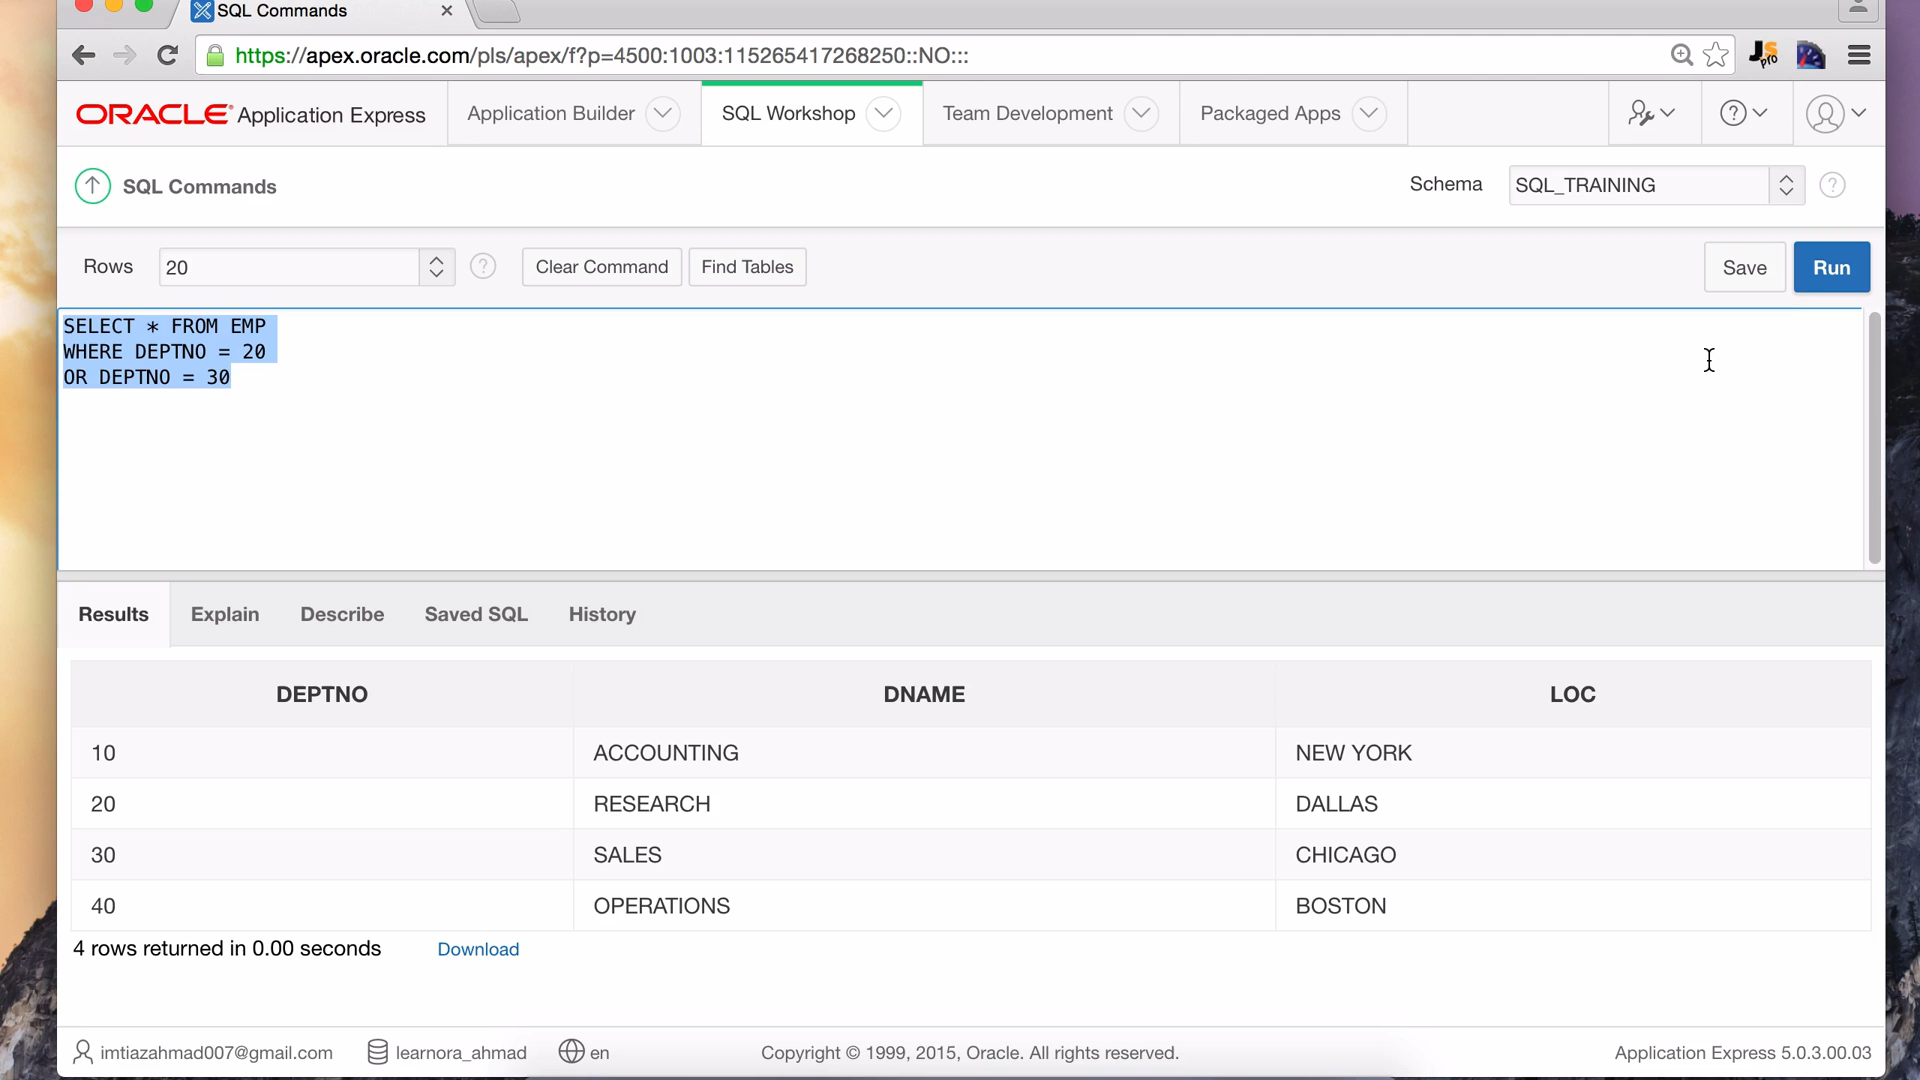 SQL Commands
https://apex.oracle.com/pls/apex/f?p=4500:1003:115265417268250::NO:::
JS pro
ORACLE Application Express
Application Builder
SQL Workshop
Team Development
Packaged Apps
SQL Commands
Schema
SQL_TRAINING
Rows
20
Clear Command
Find Tables
Save
Run
SELECT * FROM EMP
WHERE DEPTNO = 20
OR DEPTNO = 30
Results
Explain
Describe
Saved SQL
History
DEPTNO DNAME LOC
10 ACCOUNTING NEW YORK
20 RESEARCH DALLAS
30 SALES CHICAGO
40 OPERATIONS BOSTON
4 rows returned in 0.00 seconds
Download
imtiazahmad007@gmail.com
learnora_ahmad
en
Copyright © 1999, 2015, Oracle. All rights reserved.
Application Express 5.0.3.00.03